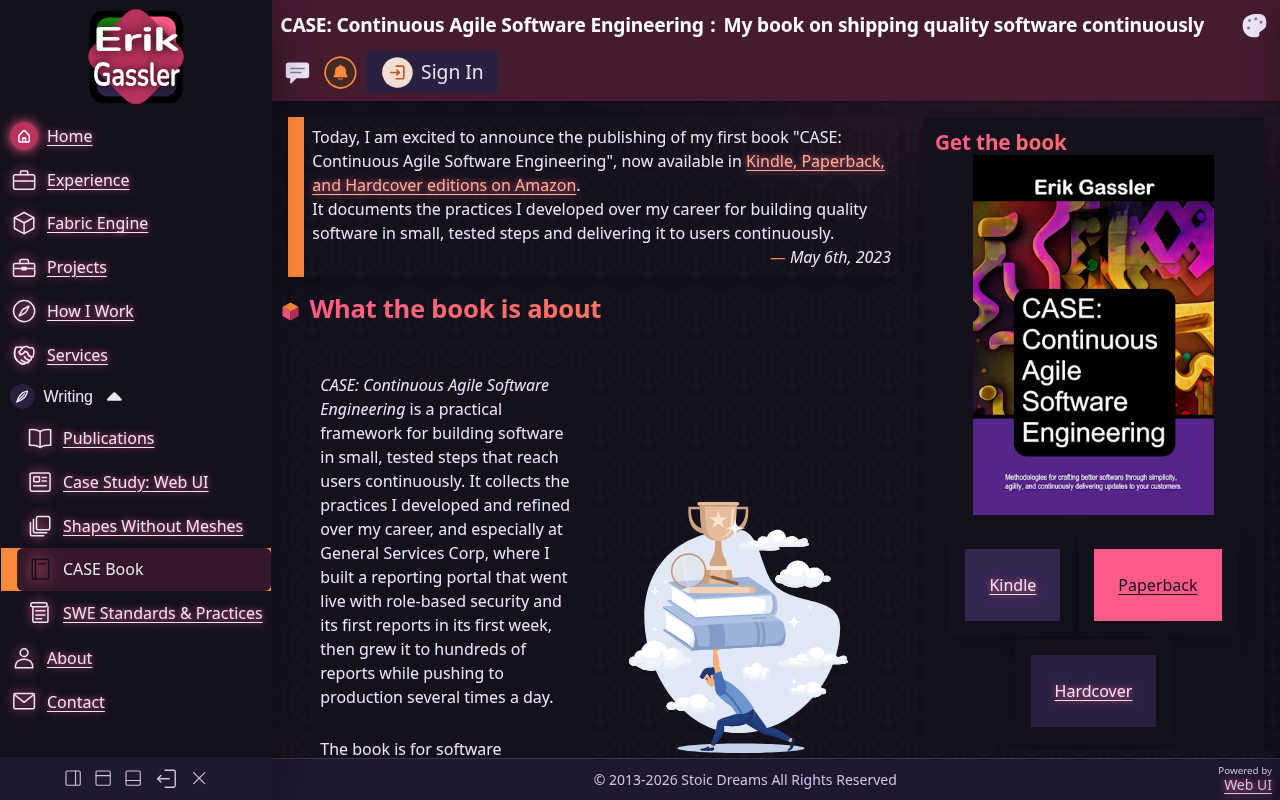 Erik
Gassler
Home
Experience
Fabric Engine
Projects
How I Work
Services
Writing
Publications
Case Study: Web UI
Shapes Without Meshes
CASE Book
SWE Standards & Practices
About
Contact
CASE: Continuous Agile Software Engineering : My book on shipping quality software continuously
Sign In
Today, I am excited to announce the publishing of my first book "CASE:
Continuous Agile Software Engineering", now available in Kindle, Paperback,
and Hardcover editions on Amazon.
It documents the practices I developed over my career for building quality
software in small, tested steps and delivering it to users continuously.
— May 6th, 2023
What the book is about
CASE: Continuous Agile Software
Engineering is a practical
framework for building software
in small, tested steps that reach
users continuously. It collects the
practices I developed and refined
over my career, and especially at
General Services Corp, where I
built a reporting portal that went
live with role-based security and
its first reports in its first week,
then grew it to hundreds of
reports while pushing to
production several times a day.
The book is for software
Get the book
Erik Gassler
CASE:
Continuous
Agile
Software
Engineering
Methodologies for crafting better software through simplicity,
agility, and continuously delivering updates to your customers.
Kindle
Paperback
Hardcover
© 2013-2026 Stoic Dreams All Rights Reserved
Powered by
Web UI